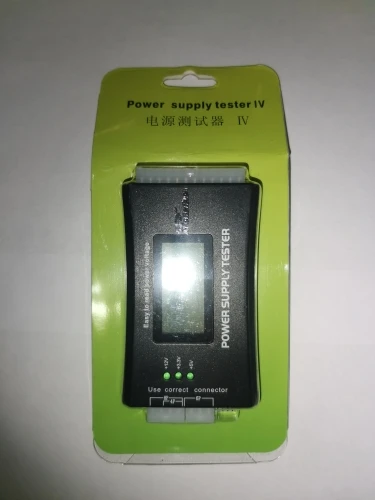 Power supply tester IV
电源测试器 IV
Easy to read power voltage
POWER SUPPLY TESTER
+12V +3.3V +5V
Use correct connector